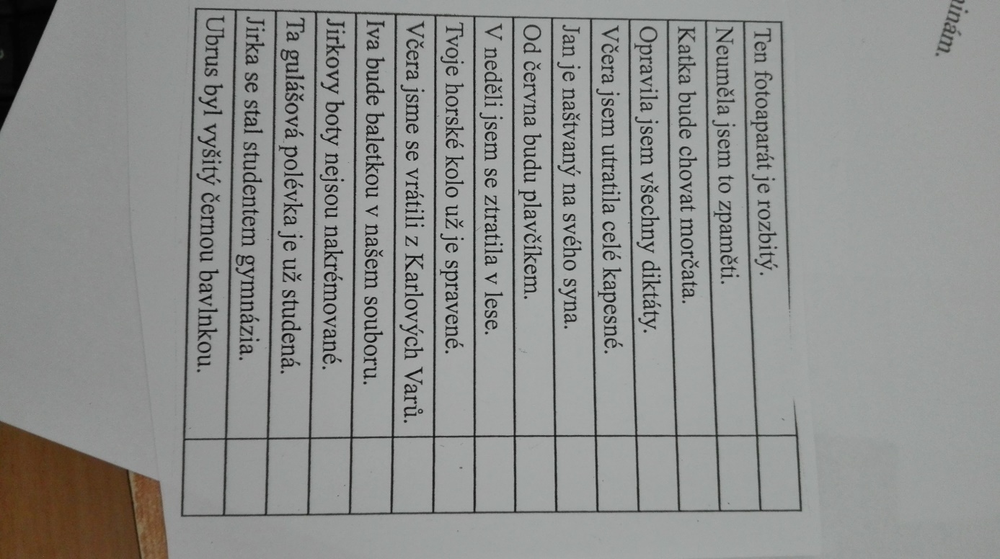 inám.
Ten fotoaparát je rozbitý.
Neuměla jsem to zpaměti.
Katka bude chovat morčata.
Opravila jsem všechny diktáty.
Včera jsem utratila celé kapesné.
Jan je naštvaný na svého syna.
Od června budu plavčíkem.
V neděli jsem se ztratila v lese.
Tvoje horské kolo už je spravené.
Včera jsme se vrátili z Karlových Varů.
Iva bude baletkou v našem souboru.
Jirkovy boty nejsou nakrémované.
Ta gulášová polévka je už studená.
Jirka se stal studentem gymnázia.
Ubrus byl vyšitý černou bavlnkou.